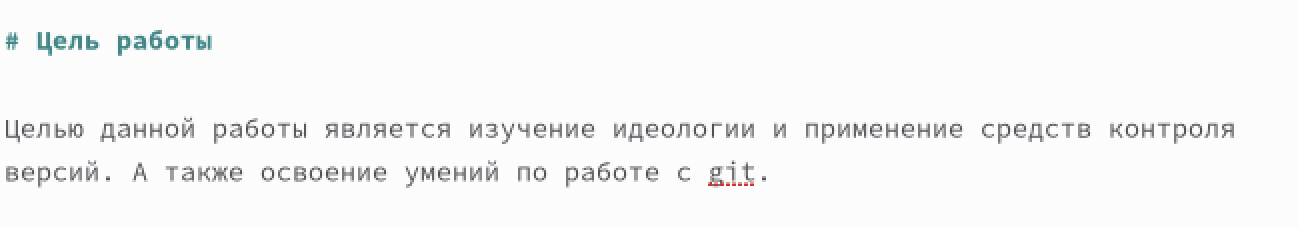 # Цель работы
Целью данной работы является изучение идеологии и применение средств контроля
версий. А также освоение умений по работе с git.